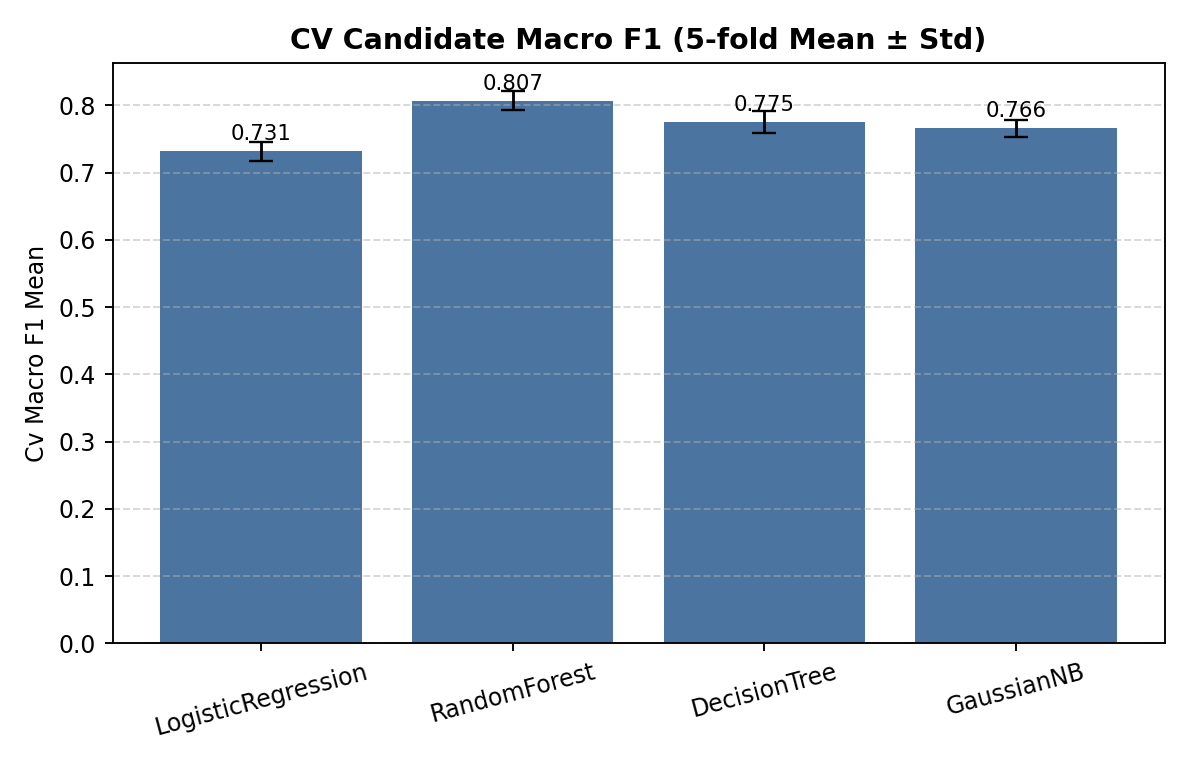 CV Candidate Macro F1 (5-fold Mean ± Std)
Cv Macro F1 Mean
0.8
0.7
0.6
0.5
0.4
0.3
0.2
0.1
0.0
0.731
0.807
0.775
0.766
LogisticRegression
RandomForest
DecisionTree
GaussianNB